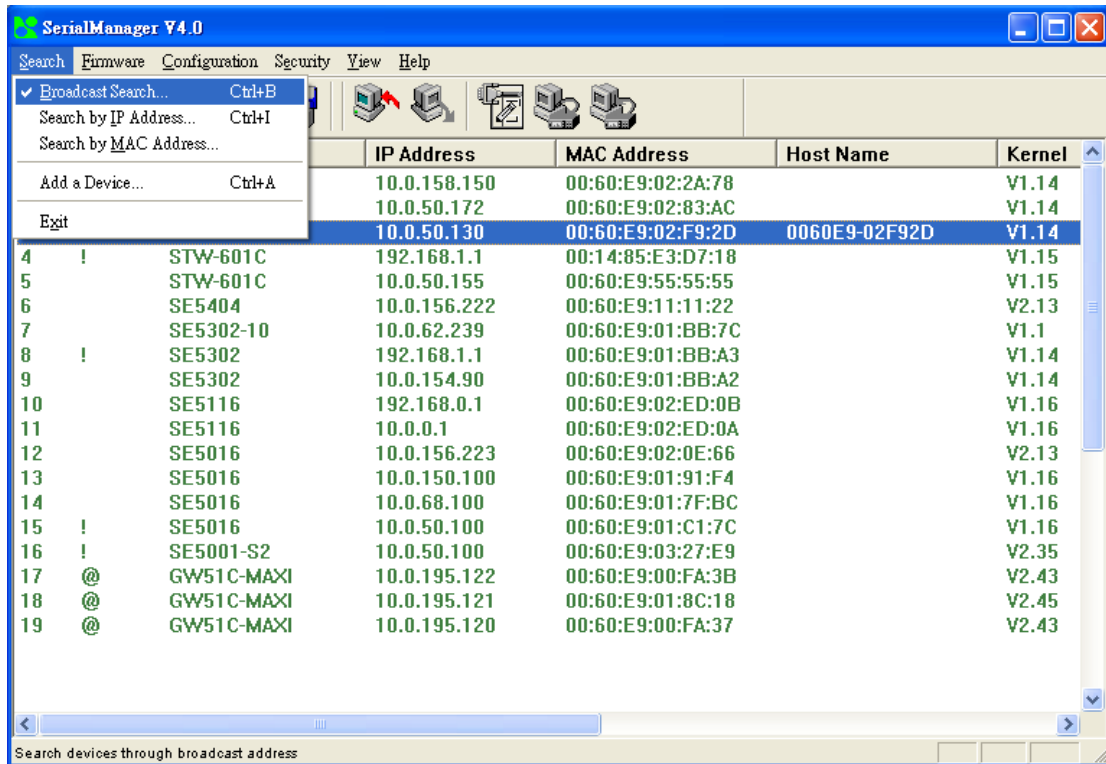 SerialManager V4.0
Search Firmware Configuration Security View Help
Broadcast Search... Ctrl+B
Search by IP Address... Ctrl+I
Search by MAC Address...
Add a Device... Ctrl+A
Exit
IP Address MAC Address Host Name Kernel
10.0.158.150 00:60:E9:02:2A:78 V1.14
10.0.50.172 00:60:E9:02:83:AC V1.14
10.0.50.130 00:60:E9:02:F9:2D 0060E9-02F92D V1.14
4 ! STW-601C 192.168.1.1 00:14:85:E3:D7:18 V1.15
5 STW-601C 10.0.50.155 00:60:E9:55:55:55 V1.15
6 SE5404 10.0.156.222 00:60:E9:11:11:22 V2.13
7 SE5302-10 10.0.62.239 00:60:E9:01:BB:7C V1.1
8 ! SE5302 192.168.1.1 00:60:E9:01:BB:A3 V1.14
9 SE5302 10.0.154.90 00:60:E9:01:BB:A2 V1.14
10 SE5116 192.168.0.1 00:60:E9:02:ED:0B V1.16
11 SE5116 10.0.0.1 00:60:E9:02:ED:0A V1.16
12 SE5016 10.0.156.223 00:60:E9:02:0E:66 V2.13
13 SE5016 10.0.150.100 00:60:E9:01:91:F4 V1.16
14 SE5016 10.0.68.100 00:60:E9:01:7F:BC V1.16
15 ! SE5016 10.0.50.100 00:60:E9:01:C1:7C V1.16
16 ! SE5001-S2 10.0.50.100 00:60:E9:03:27:E9 V2.35
17 @ GW51C-MAXI 10.0.195.122 00:60:E9:00:FA:3B V2.43
18 @ GW51C-MAXI 10.0.195.121 00:60:E9:01:8C:18 V2.45
19 @ GW51C-MAXI 10.0.195.120 00:60:E9:00:FA:37 V2.43
Search devices through broadcast address